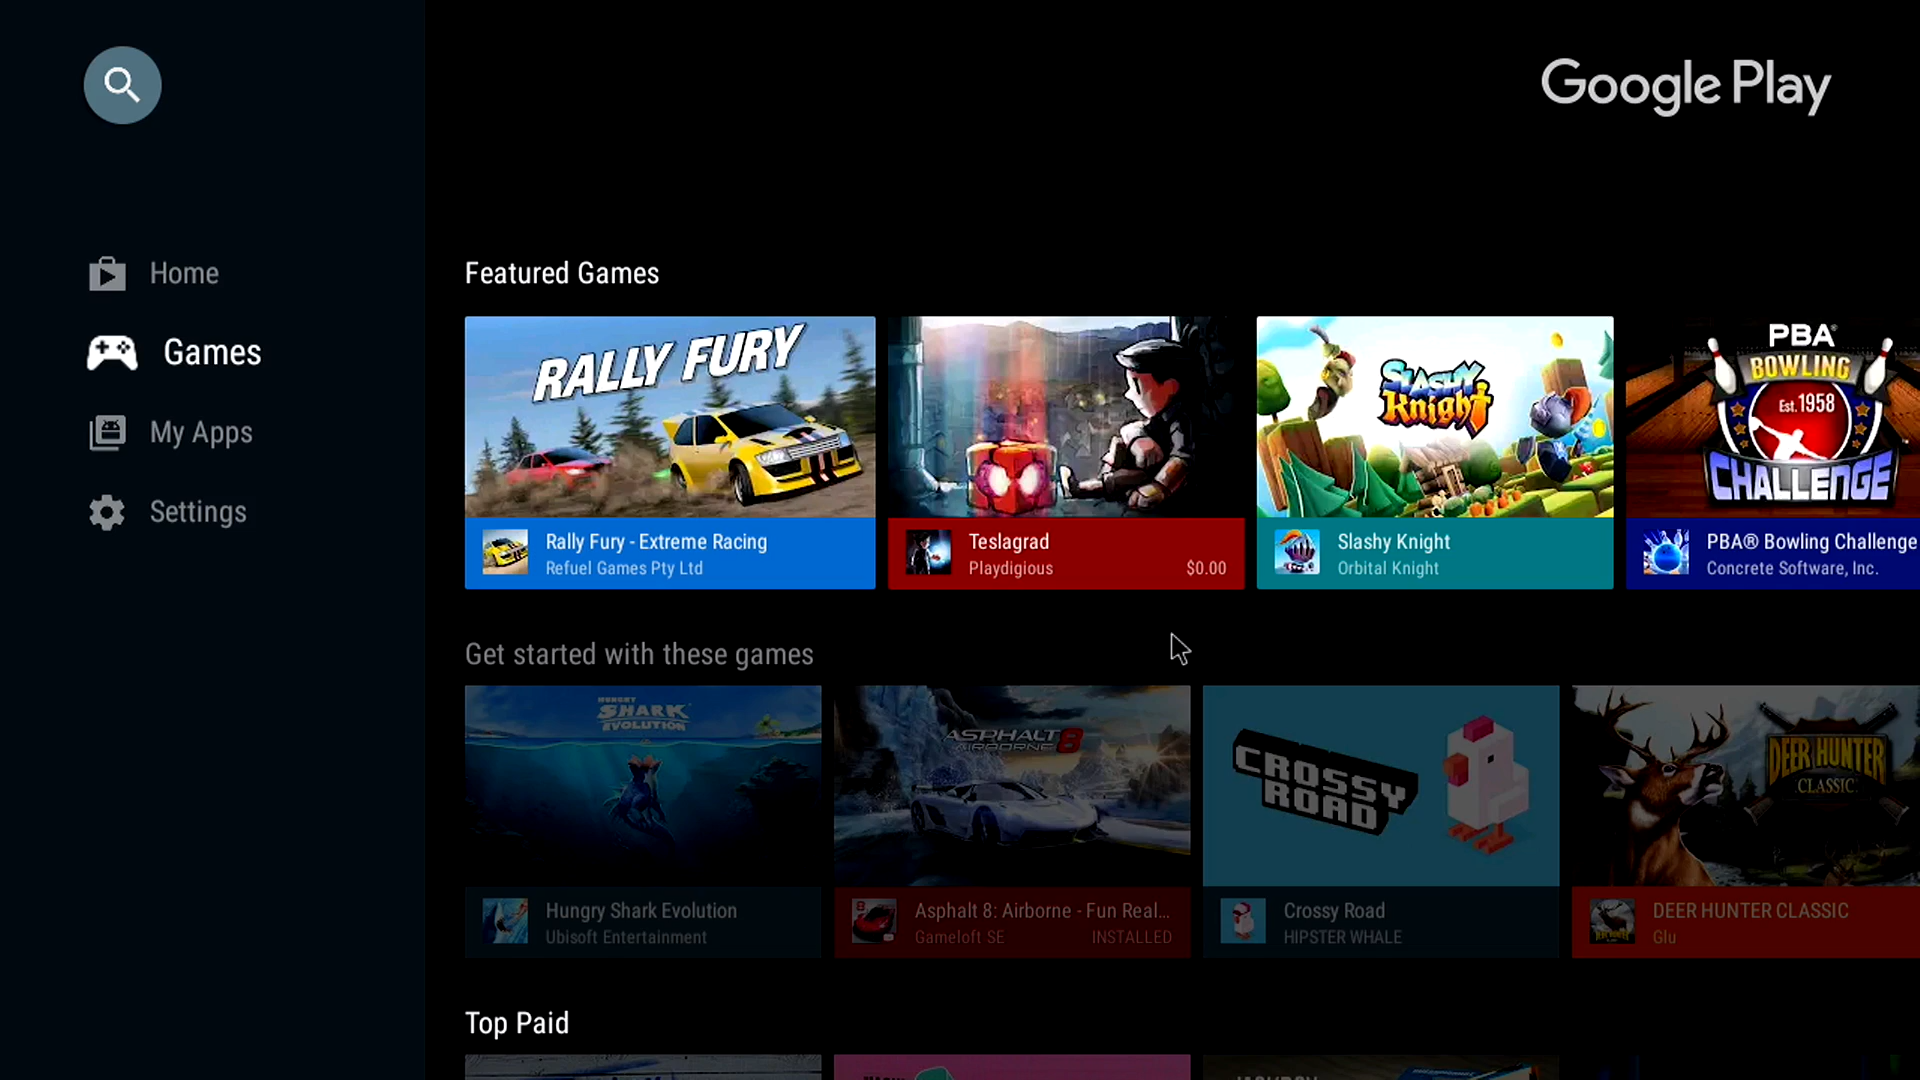 Google Play
Home
Games
My Apps
Settings
Featured Games
RALLY FURY
Rally Fury - Extreme Racing
Refuel Games Pty Ltd
Teslagrad
Playdigious
$0.00
SLASHY
Knight
Slashy Knight
Orbital Knight
PBA®
BOWLING
Est. 1958
CHALLENGE
PBA® Bowling Challenge
Concrete Software, Inc.
Get started with these games
HUNGRY
SHARK
EVOLUTION
Hungry Shark Evolution
Ubisoft Entertainment
ASPHALT 8
AIRBORNE
Asphalt 8: Airborne - Fun Real...
Gameloft SE
INSTALLED
CROSSY
ROAD
Crossy Road
HIPSTER WHALE
DEER HUNTER
CLASSIC
DEER HUNTER CLASSIC
Glu
Top Paid